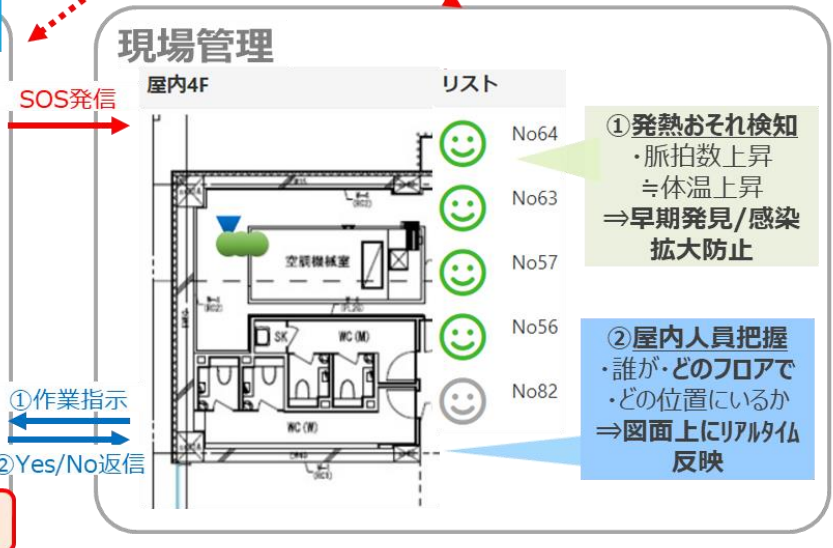 現場管理
屋内4F
リスト
SOS発信
No64
No63
No57
No56
No82
①発熱おそれ検知
・脈拍数上昇
≒体温上昇
⇒早期発見/感染
拡大防止
②屋内人員把握
・誰が・どのフロアで
・どの位置にいるか
⇒図面上にリアルタイム
反映
①作業指示
②Yes/No返信
空調機械室
SK
WC(M)
WC(W)